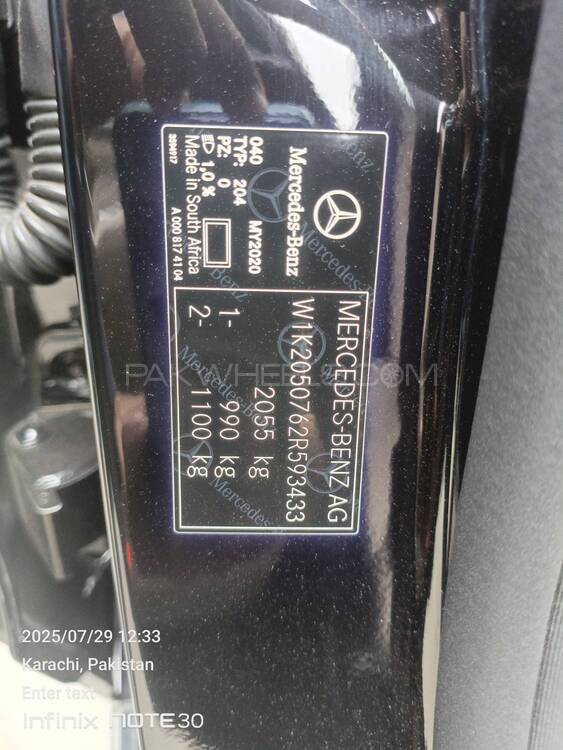 Mercedes-Benz
040
MY2020
TYP: 204
PZ: 0
1,0 %
Made in South Africa
A 000 817 41 04
MERCEDES-BENZ AG
W1K2050762R593433
2055 kg
1- 990 kg
2- 1100 kg
Mercedes-Benz
PAKWHEELS.COM
2025/07/29 12:33
Karachi, Pakistan
Enter text
Infinix NOTE30